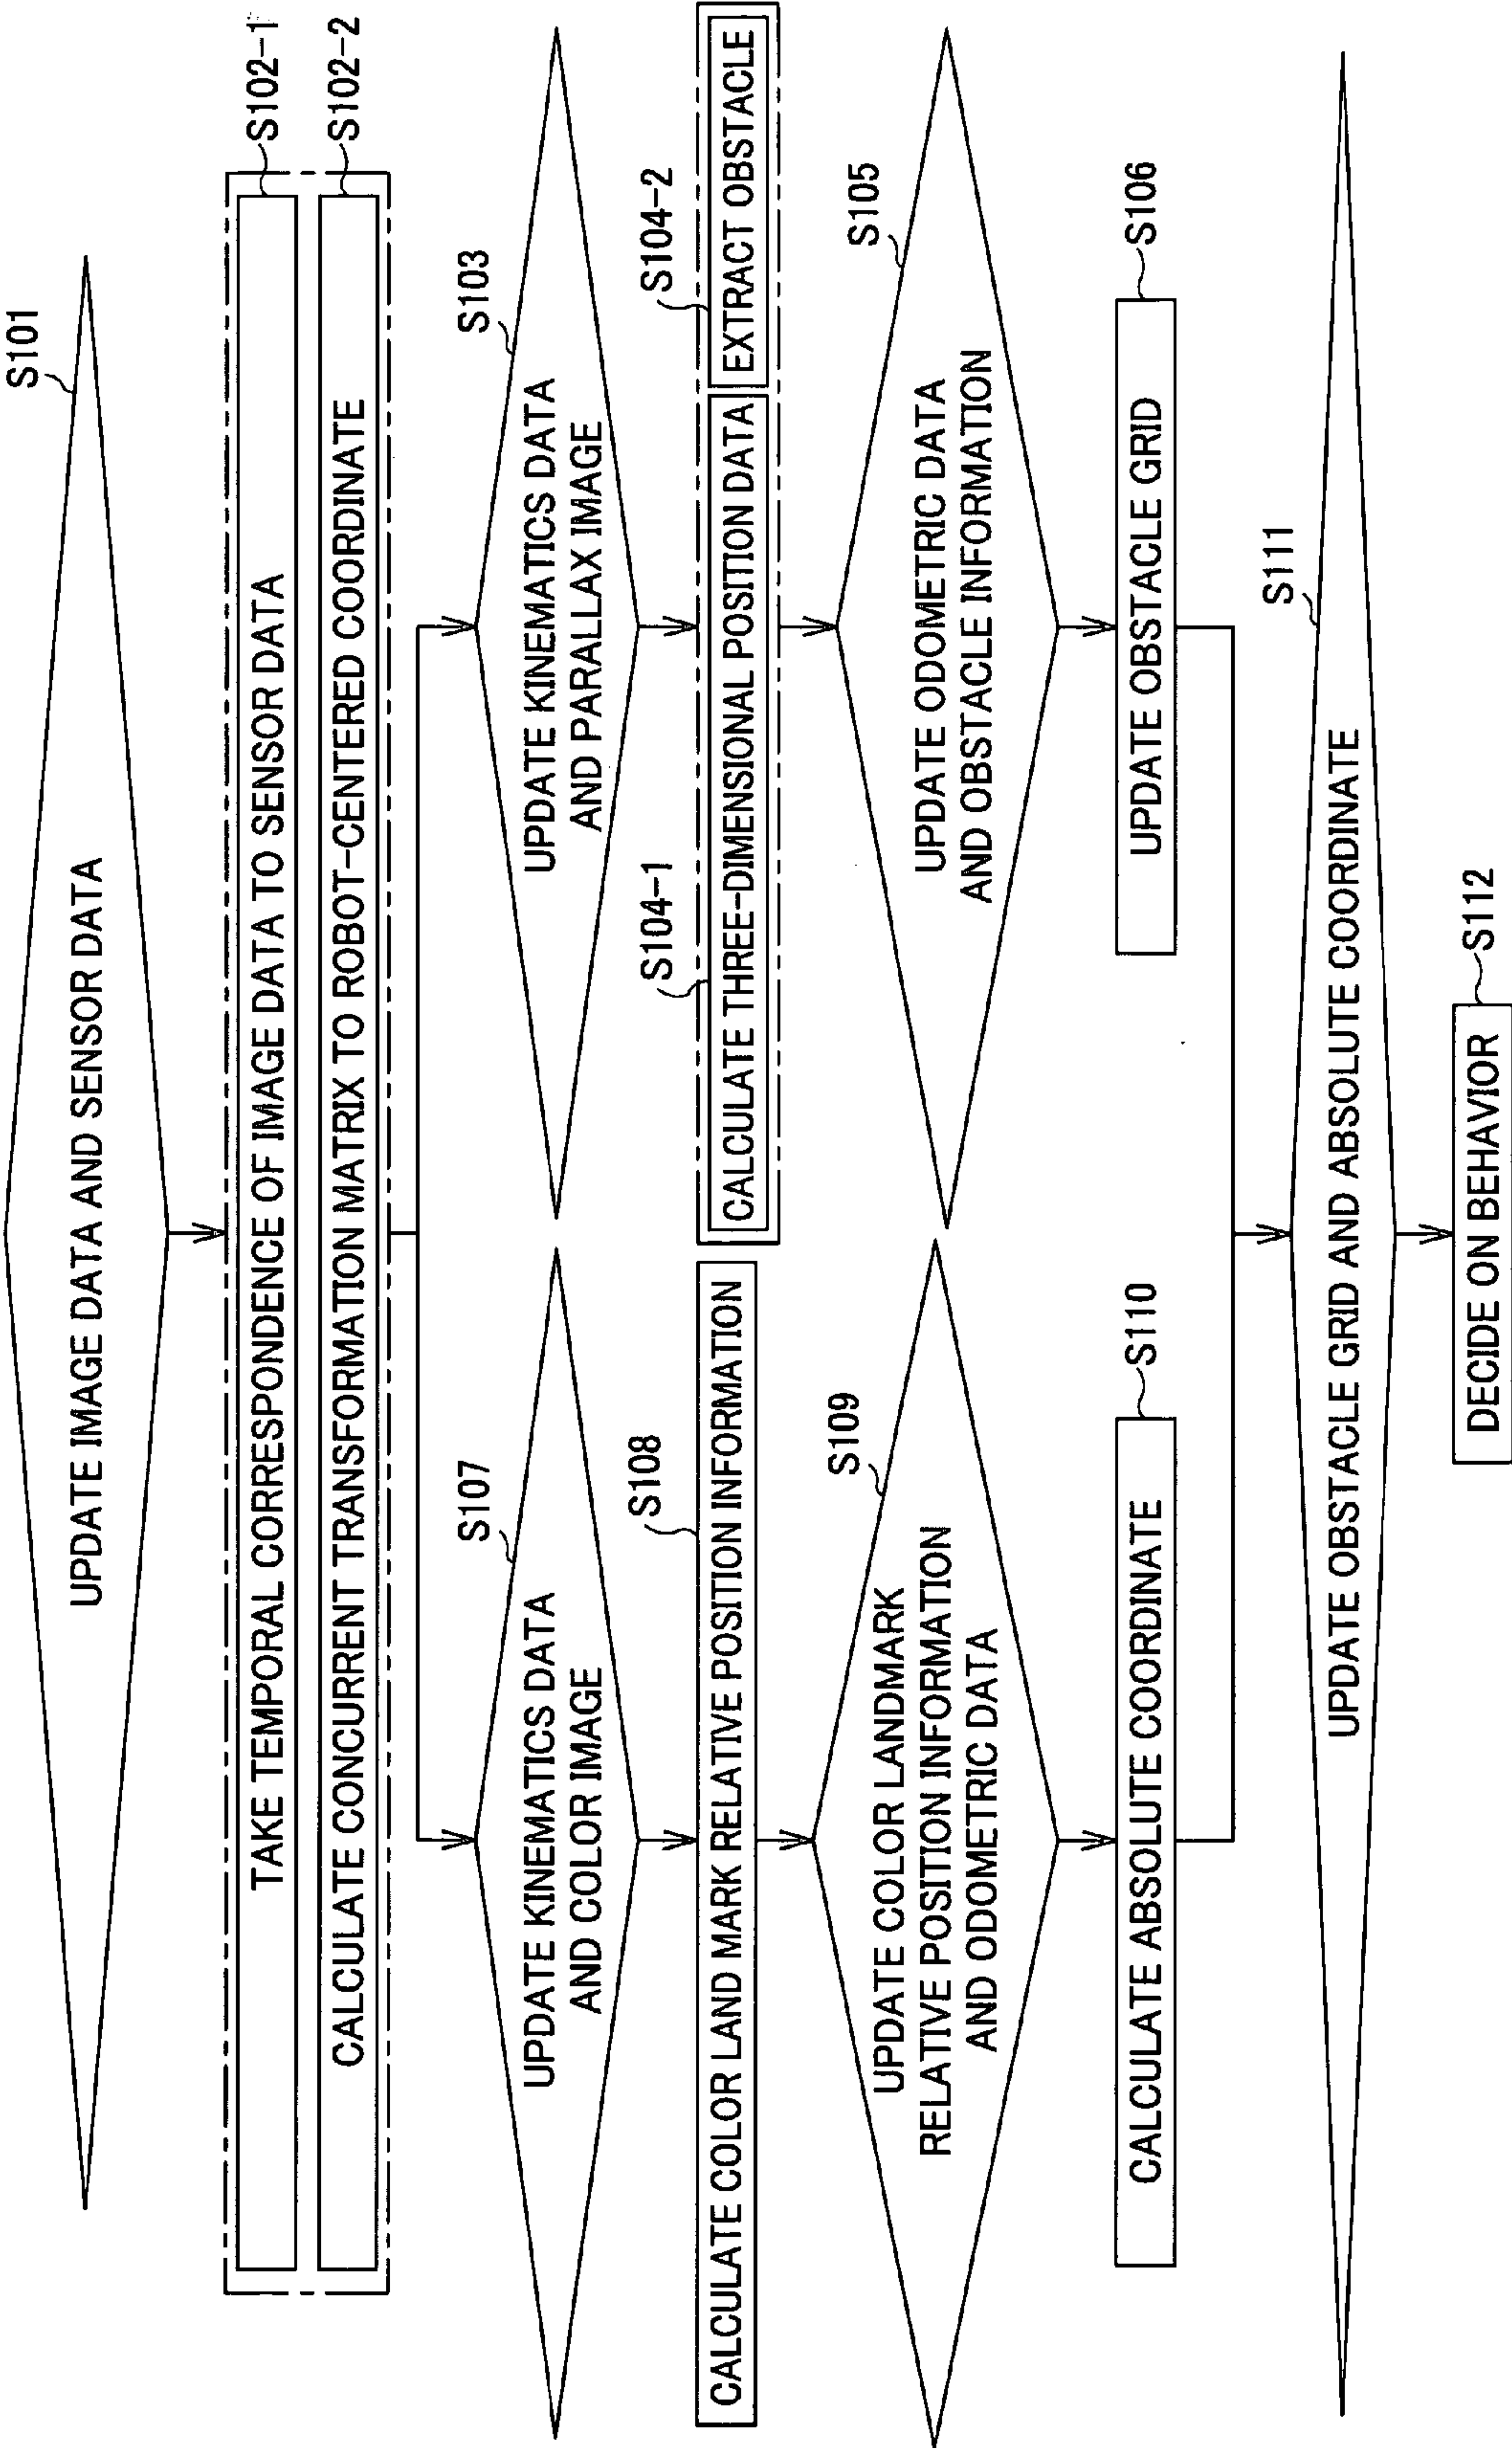 S101
UPDATE IMAGE DATA AND SENSOR DATA
S102-1
TAKE TEMPORAL CORRESPONDENCE OF IMAGE DATA TO SENSOR DATA
S102-2
CALCULATE CONCURRENT TRANSFORMATION MATRIX TO ROBOT-CENTERED COORDINATE
S107
UPDATE KINEMATICS DATA
AND COLOR IMAGE
S103
UPDATE KINEMATICS DATA
AND PARALLAX IMAGE
S108
CALCULATE COLOR LAND MARK RELATIVE POSITION INFORMATION
S104-1
CALCULATE THREE-DIMENSIONAL POSITION DATA
S104-2
EXTRACT OBSTACLE
S109
UPDATE COLOR LANDMARK
RELATIVE POSITION INFORMATION
AND ODOMETRIC DATA
S105
UPDATE ODOMETRIC DATA
AND OBSTACLE INFORMATION
S110
CALCULATE ABSOLUTE COORDINATE
S106
UPDATE OBSTACLE GRID
S111
UPDATE OBSTACLE GRID AND ABSOLUTE COORDINATE
S112
DECIDE ON BEHAVIOR